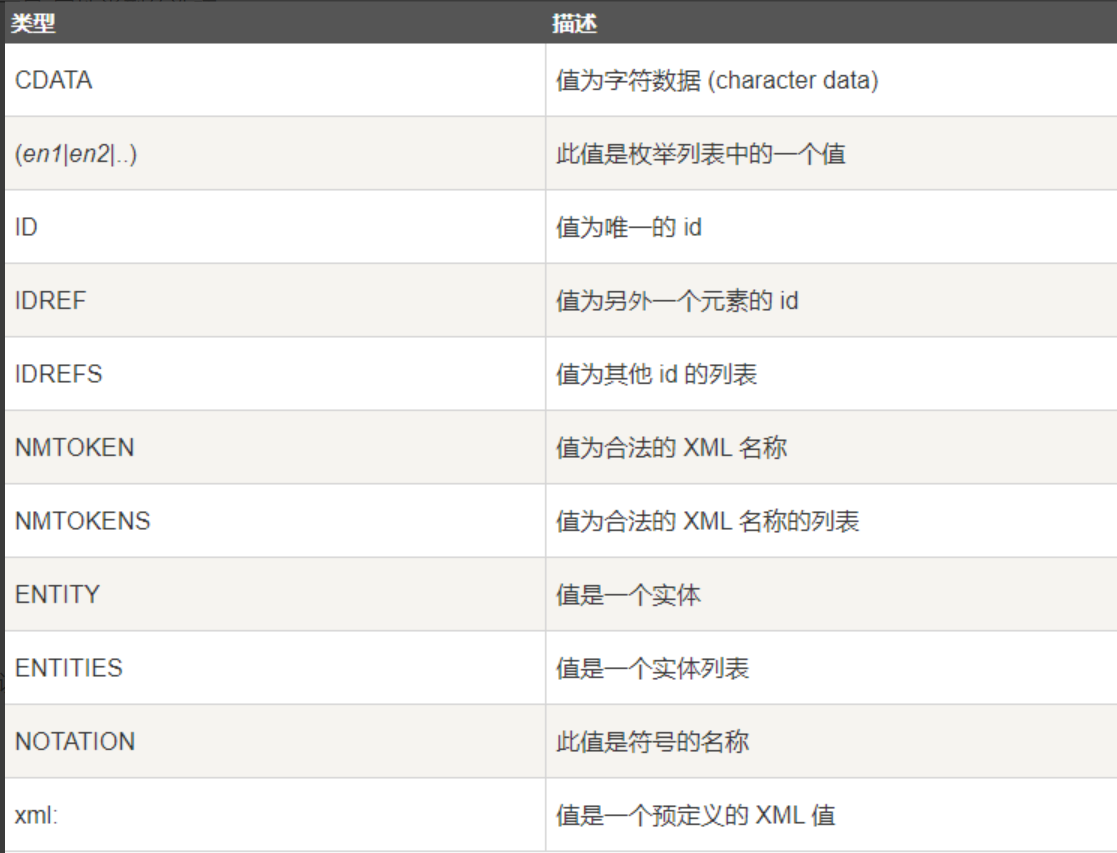 类型 描述
CDATA 值为字符数据 (character data)
(en1|en2|..) 此值是枚举列表中的一个值
ID 值为唯一的 id
IDREF 值为另外一个元素的 id
IDREFS 值为其他 id 的列表
NMTOKEN 值为合法的 XML 名称
NMTOKENS 值为合法的 XML 名称的列表
ENTITY 值是一个实体
ENTITIES 值是一个实体列表
NOTATION 此值是符号的名称
xml: 值是一个预定义的 XML 值